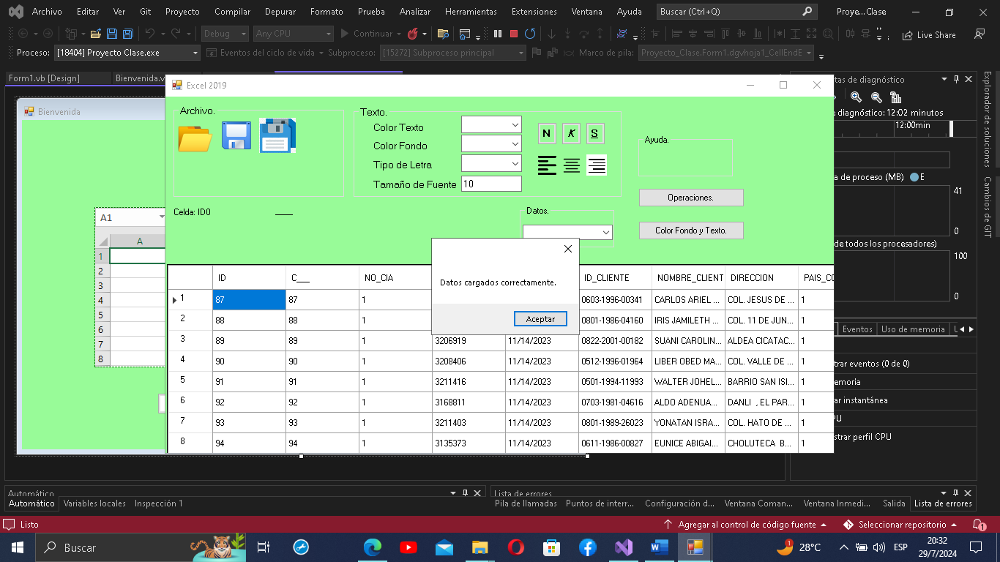 Archivo Editar Ver Git Proyecto Compilar Depurar Formato Prueba Analizar Herramientas Extensiones Ventana Ayuda Buscar (Ctrl+Q) Proye...Clase
Debug Any CPU Continuar Live Share
Proceso: [18404] Proyecto Clase.exe Eventos del ciclo de vida Subproceso: [15272] Subproceso principal Marco de pila: Proyecto_Clase.Form1.dgvhoja1_CellEndE
Form1.vb [Design] Bienvenida.v
Excel 2019
tas de diagnóstico
Bienvenida
Archivo.
Texto.
Color Texto
Color Fondo
Tipo de Letra
Tamaño de Fuente 10
N K S
Ayuda.
Operaciones.
Color Fondo y Texto.
Celda: ID0 ____
Datos.
e diagnóstico: 12:02 minutos
12:00min
a de proceso (MB) E
41
0
de todos los procesadores)
100
0
Eventos Uso de memoria
trar eventos (0 de 0)
emoria
ar instantánea
PU
strar perfil CPU
Explorador de soluciones
Cambios de GIT
A1
A
1
2
3
4
5
6
7
8
Datos cargados correctamente.
Aceptar
ID C___ NO_CIA ID_CLIENTE NOMBRE_CLIENT DIRECCION PAIS_CO
1 87 87 1 0603-1996-00341 CARLOS ARIEL ... COL. JESUS DE ... 1
2 88 88 1 0801-1986-04160 IRIS JAMILETH ... COL. 11 DE JUN... 1
3 89 89 1 3206919 11/14/2023 0822-2001-00182 SUANI CAROLIN... ALDEA CICATAC... 1
4 90 90 1 3208406 11/14/2023 0512-1996-01964 LIBER OBED MA... COL. VALLE DE ... 1
5 91 91 1 3211416 11/14/2023 0501-1994-11993 WALTER JOHEL... BARRIO SAN ISI... 1
6 92 92 1 3168811 11/14/2023 0703-1981-04616 ALDO ADENUA... DANLI , EL PAR... 1
7 93 93 1 3211403 11/14/2023 0801-1989-26023 YONATAN ISRA... COL. HATO DE ... 1
8 94 94 1 3135373 11/14/2023 0611-1986-00827 EUNICE ABIGAI... CHOLUTECA B... 1
Automático
Lista de errores
Automático Variables locales Inspección 1
Pila de llamadas Puntos de interr... Configuración d... Ventana Coman... Ventana Inmedi... Salida Lista de errores
Listo Agregar al control de código fuente Seleccionar repositorio 1
Buscar 1 28°C ESP 20:32
29/7/2024